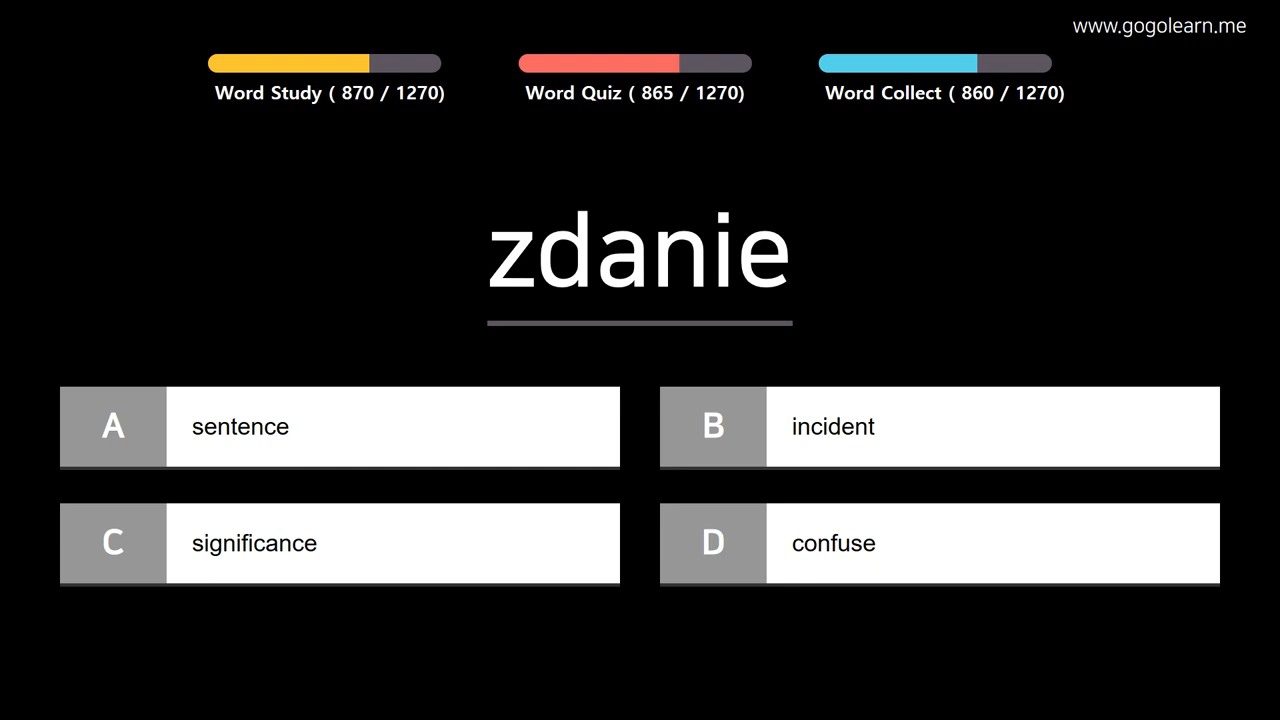 www.gogolearn.me
Word Study ( 870 / 1270)
Word Quiz ( 865 / 1270)
Word Collect ( 860 / 1270)
zdanie
A sentence
B incident
C significance
D confuse